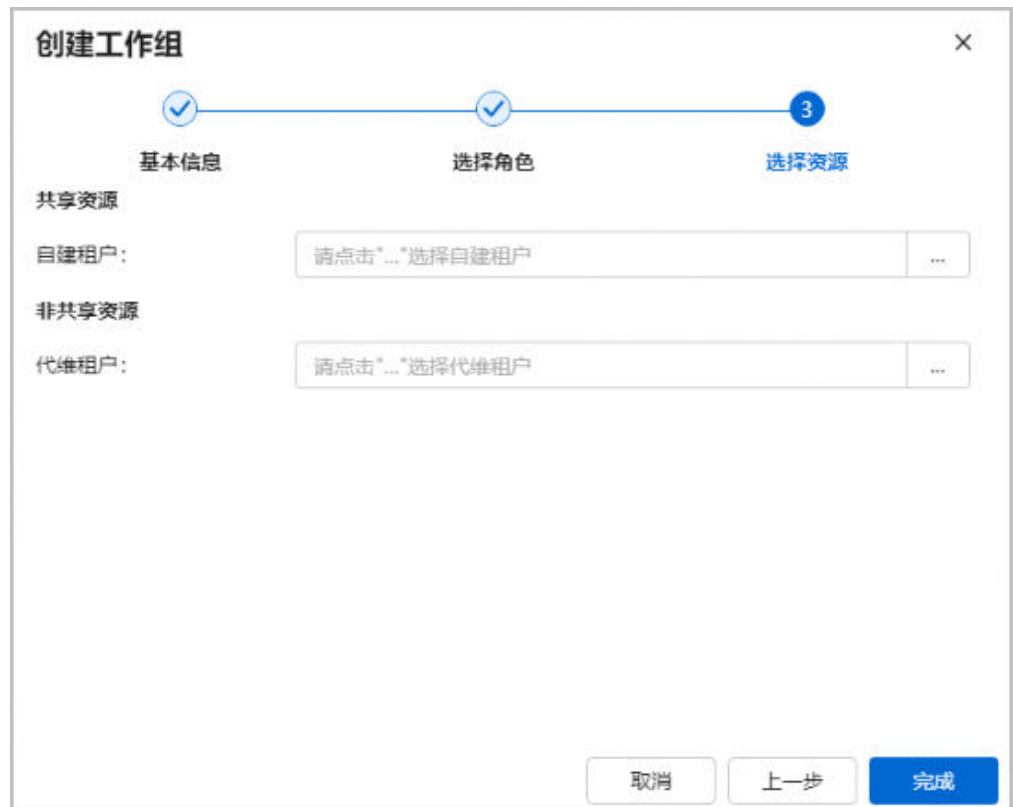 创建工作组
3
基本信息 选择角色 选择资源
共享资源
自建租户: 请点击"..."选择自建租户 ...
非共享资源
代维租户: 请点击"..."选择代维租户 ...
取消 上一步 完成